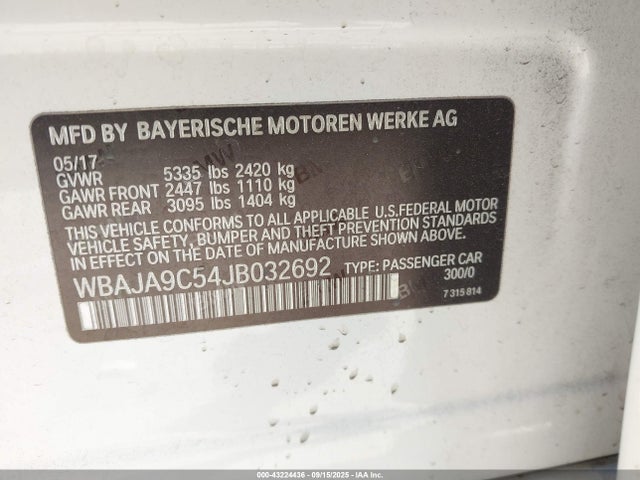 MFD BY BAYERISCHE MOTOREN WERKE AG
05/17
GVWR 5335 lbs 2420 kg
GAWR FRONT 2447 lbs 1110 kg
GAWR REAR 3095 lbs 1404 kg
THIS VEHICLE CONFORMS TO ALL APPLICABLE U.S.FEDERAL MOTOR
VEHICLE SAFETY, BUMPER AND THEFT PREVENTION STANDARDS
IN EFFECT ON THE DATE OF MANUFACTURE SHOWN ABOVE.
WBAJA9C54JB032692 TYPE: PASSENGER CAR
300/0
7 315 814
000-43224436 - 09/15/2025 - © IAA, Inc.